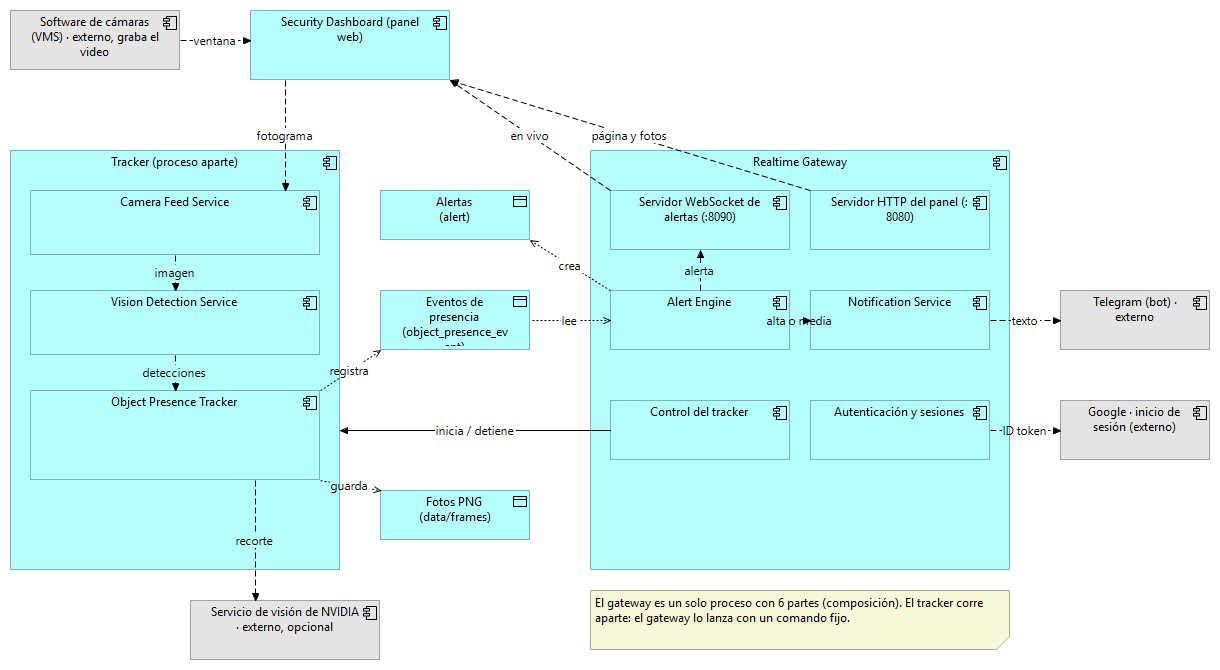 Software de cámaras
(VMS) · externo, graba el
video
ventana
Security Dashboard (panel
web)
fotograma
en vivo
página y fotos
Tracker (proceso aparte)
Realtime Gateway
Camera Feed Service
Alertas
(alert)
Servidor WebSocket de
alertas (:8090)
Servidor HTTP del panel (:
8080)
imagen
crea
alerta
Vision Detection Service
Eventos de
presencia
(object_presence_ev
lee
Alert Engine
alta o media
Notification Service
texto
Telegram (bot) ·
externo
detecciones
registra
Object Presence Tracker
inicia / detiene
Control del tracker
Autenticación y sesiones
ID token
Google · inicio de
sesión (externo)
guarda
Fotos PNG
(data/frames)
recorte
Servicio de visión de NVIDIA
· externo, opcional
El gateway es un solo proceso con 6 partes (composición). El tracker corre
aparte: el gateway lo lanza con un comando fijo.